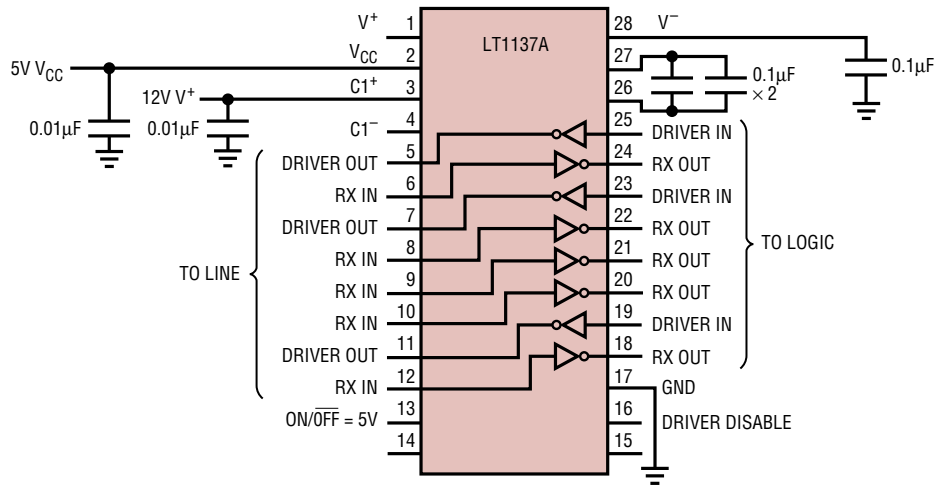 LT1137A
V+ 1
VCC 2
5V VCC
C1+ 3
12V V+
0.01µF
0.01µF
C1− 4
DRIVER OUT 5
RX IN 6
DRIVER OUT 7
RX IN 8
RX IN 9
RX IN 10
DRIVER OUT 11
RX IN 12
ON/OFF = 5V 13
14
TO LINE
28 V−
27
26
0.1µF
× 2
0.1µF
25 DRIVER IN
24 RX OUT
23 DRIVER IN
22 RX OUT
21 RX OUT
20 RX OUT
19 DRIVER IN
18 RX OUT
17 GND
16 DRIVER DISABLE
15
TO LOGIC